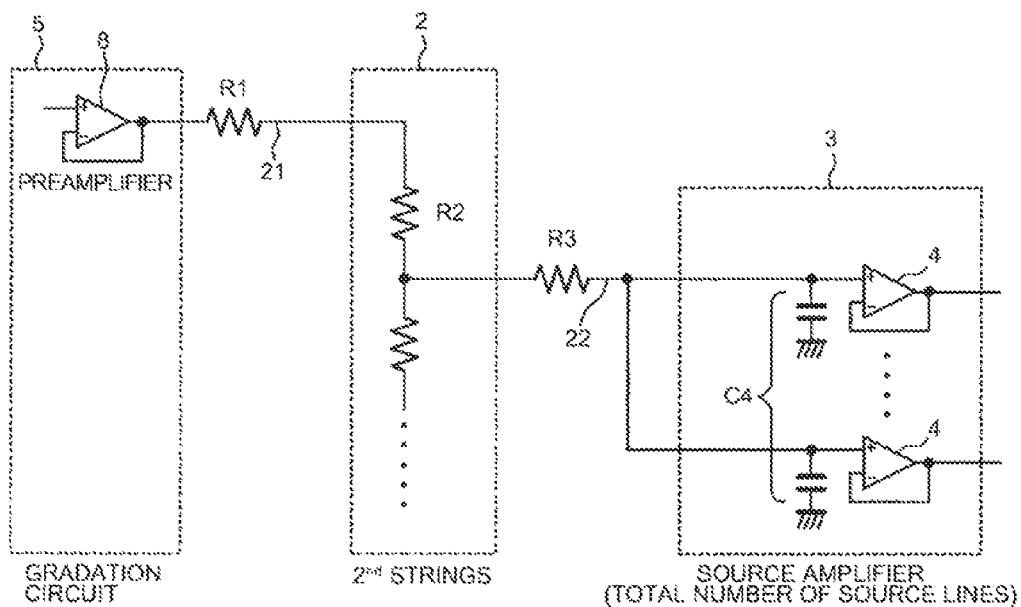 5
8
2
R1
3
21
PREAMPLIFIER
R2
R3
4
+
-
22
C4
4
+
-
GRADATION
CIRCUIT
2nd STRINGS
SOURCE AMPLIFIER
(TOTAL NUMBER OF SOURCE LINES)